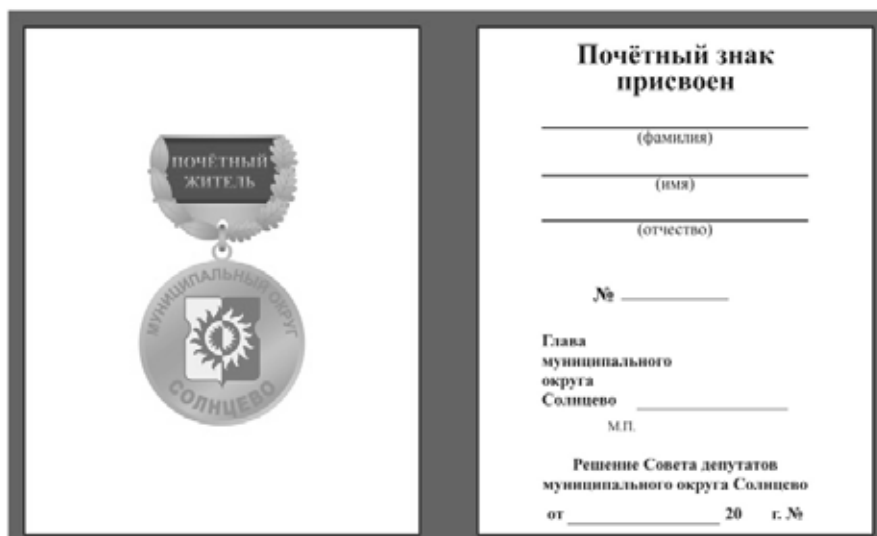 ПОЧЁТНЫЙ
ЖИТЕЛЬ
МУНИЦИПАЛЬНЫЙ ОКРУГ
СОЛНЦЕВО
Почётный знак
присвоен
(фамилия)
(имя)
(отчество)
№
Глава
муниципального
округа
Солнцево
М.П.
Решение Совета депутатов
муниципального округа Солнцево
от 20 г. №